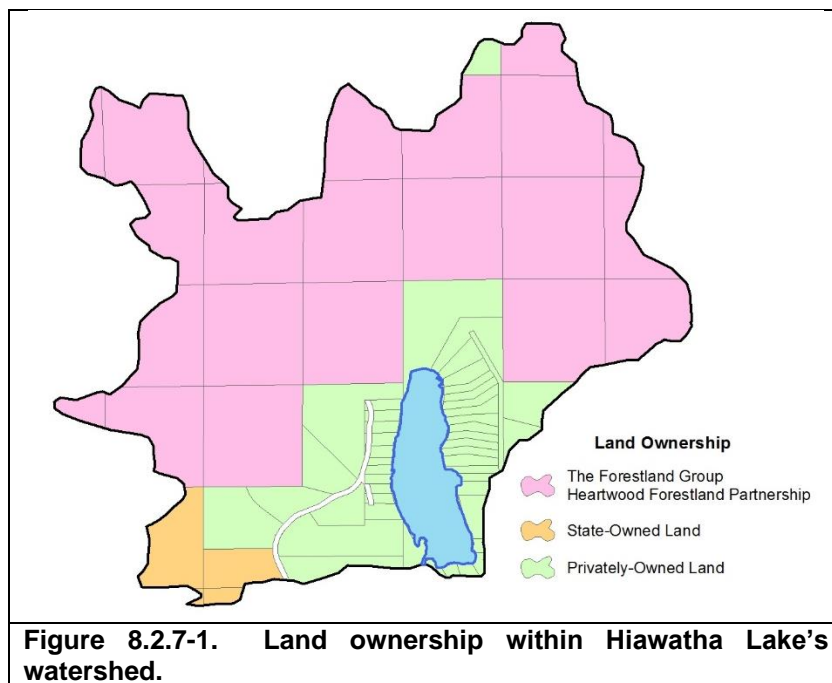 Land Ownership
The Forestland Group
Heartwood Forestland Partnership
State-Owned Land
Privately-Owned Land
Figure 8.2.7-1. Land ownership within Hiawatha Lake's
watershed.